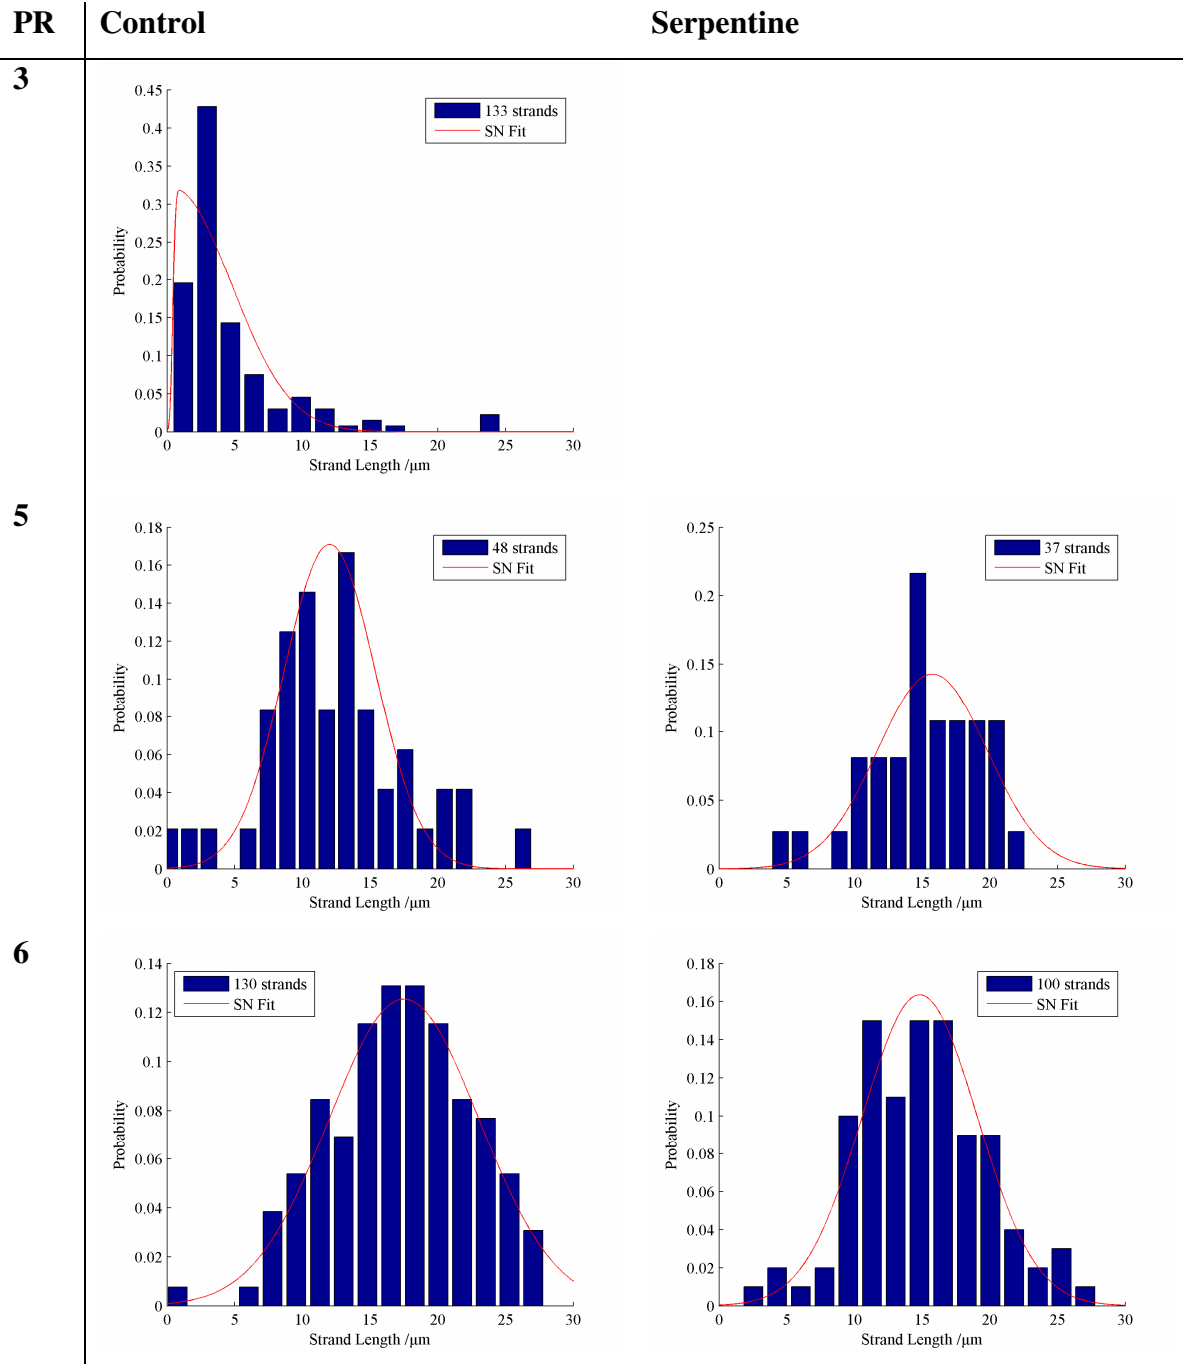 PR Control Serpentine
3
0.45
0.4
0.35
0.3
0.25
0.2
0.15
0.1
0.05
0
Probability
133 strands
SN Fit
0 5 10 15 20 25 30
Strand Length /μm
5
0.18
0.16
0.14
0.12
0.1
0.08
0.06
0.04
0.02
0
Probability
48 strands
SN Fit
0 5 10 15 20 25 30
Strand Length /μm
0.25
0.2
0.15
0.1
0.05
0
Probability
37 strands
SN Fit
0 5 10 15 20 25 30
Strand Length /μm
6
0.14
0.12
0.1
0.08
0.06
0.04
0.02
0
Probability
130 strands
SN Fit
0 5 10 15 20 25 30
Strand Length /μm
0.18
0.16
0.14
0.12
0.1
0.08
0.06
0.04
0.02
0
Probability
100 strands
SN Fit
0 5 10 15 20 25 30
Strand Length /μm